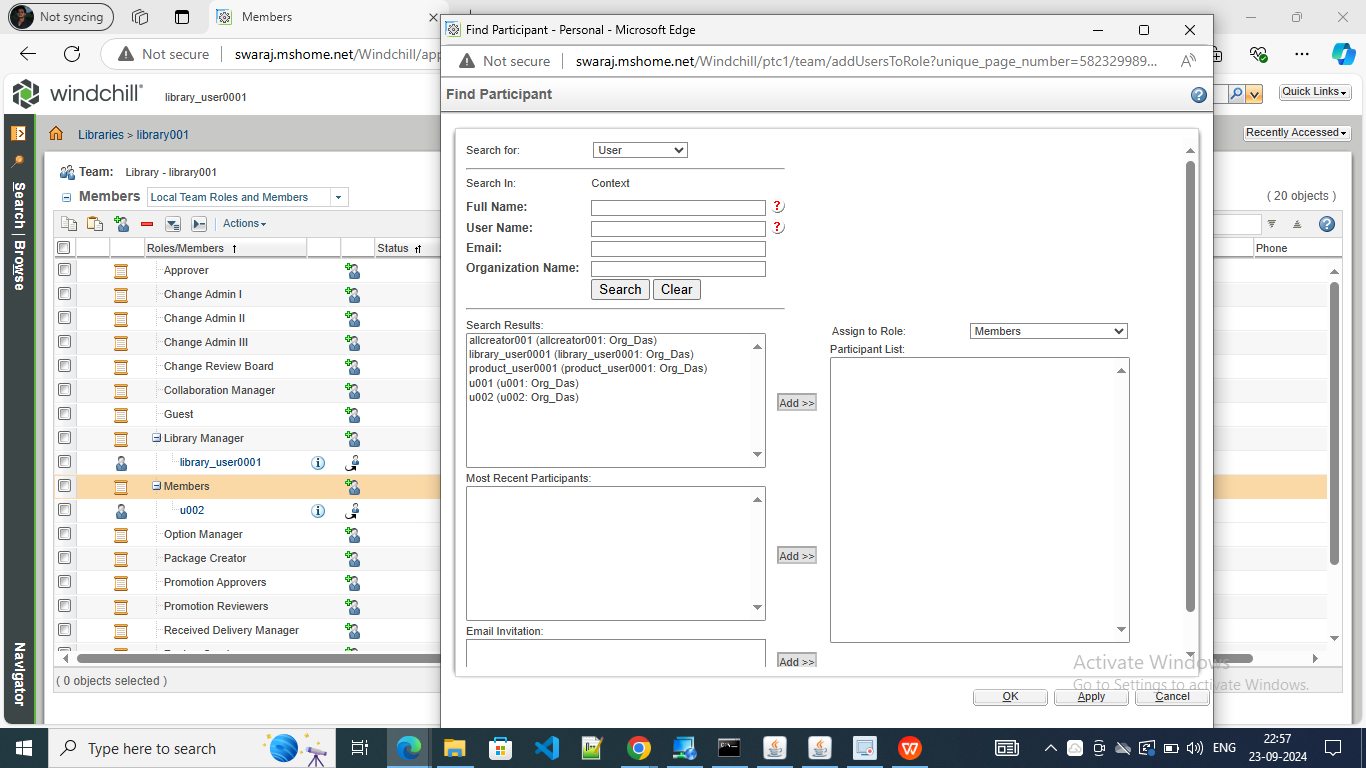 Not syncing
Members
Find Participant - Personal - Microsoft Edge
Not secure
swaraj.mshome.net/Windchill/app
Not secure
swaraj.mshome.net/Windchill/ptc1/team/addUsersToRole?unique_page_number=582329989...
windchill
library_user0001
Quick Links
Find Participant
Libraries > library001
Recently Accessed
Team: Library - library001
Members
Local Team Roles and Members
( 20 objects )
Actions
Roles/Members
Status
Phone
Approver
Change Admin I
Change Admin II
Change Admin III
Change Review Board
Collaboration Manager
Guest
Library Manager
library_user0001
Members
u002
Option Manager
Package Creator
Promotion Approvers
Promotion Reviewers
Received Delivery Manager
( 0 objects selected )
Search | Browse
Navigator
Search for:
User
Search In:
Context
Full Name:
?
User Name:
?
Email:
Organization Name:
Search
Clear
Search Results:
allcreator001 (allcreator001: Org_Das)
library_user0001 (library_user0001: Org_Das)
product_user0001 (product_user0001: Org_Das)
u001 (u001: Org_Das)
u002 (u002: Org_Das)
Add >>
Assign to Role:
Members
Participant List:
Most Recent Participants:
Add >>
Email Invitation:
Add >>
Activate Windows
Go to Settings to activate Windows.
OK
Apply
Cancel
Type here to search
ENG
22:57
23-09-2024